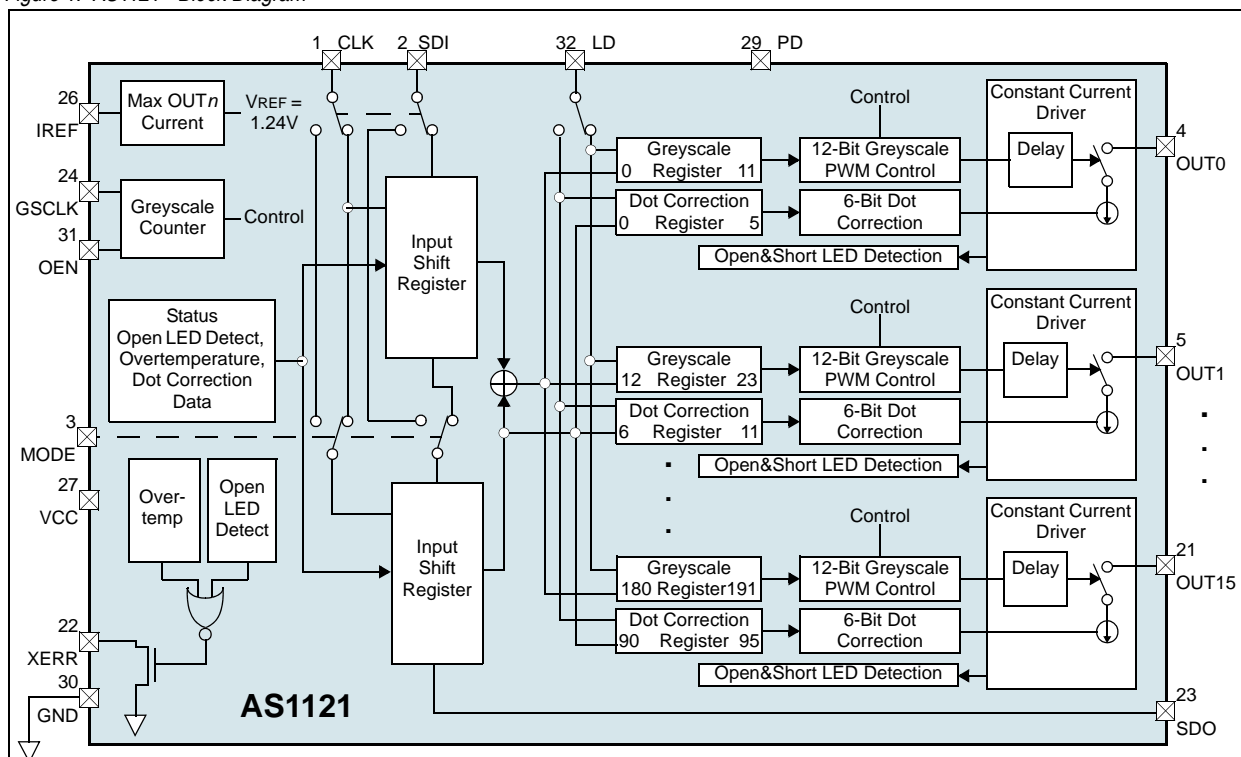 1 CLK
2 SDI
32 LD
29 PD
26
IREF
Max OUTn
Current
VREF =
1.24V
24
GSCLK
31
OEN
Greyscale
Counter
Control
Status
Open LED Detect,
Overtemperature,
Dot Correction
Data
3
MODE
27
VCC
Over-
temp
Open
LED
Detect
22
XERR
30
GND
AS1121
Input
Shift
Register
Input
Shift
Register
Greyscale
0 Register 11
Dot Correction
0 Register 5
Control
12-Bit Greyscale
PWM Control
6-Bit Dot
Correction
Open&Short LED Detection
Constant Current
Driver
Delay
4
OUT0
Greyscale
12 Register 23
Dot Correction
6 Register 11
Control
12-Bit Greyscale
PWM Control
6-Bit Dot
Correction
Open&Short LED Detection
Constant Current
Driver
Delay
5
OUT1
Greyscale
180 Register191
Dot Correction
90 Register 95
Control
12-Bit Greyscale
PWM Control
6-Bit Dot
Correction
Open&Short LED Detection
Constant Current
Driver
Delay
21
OUT15
23
SDO